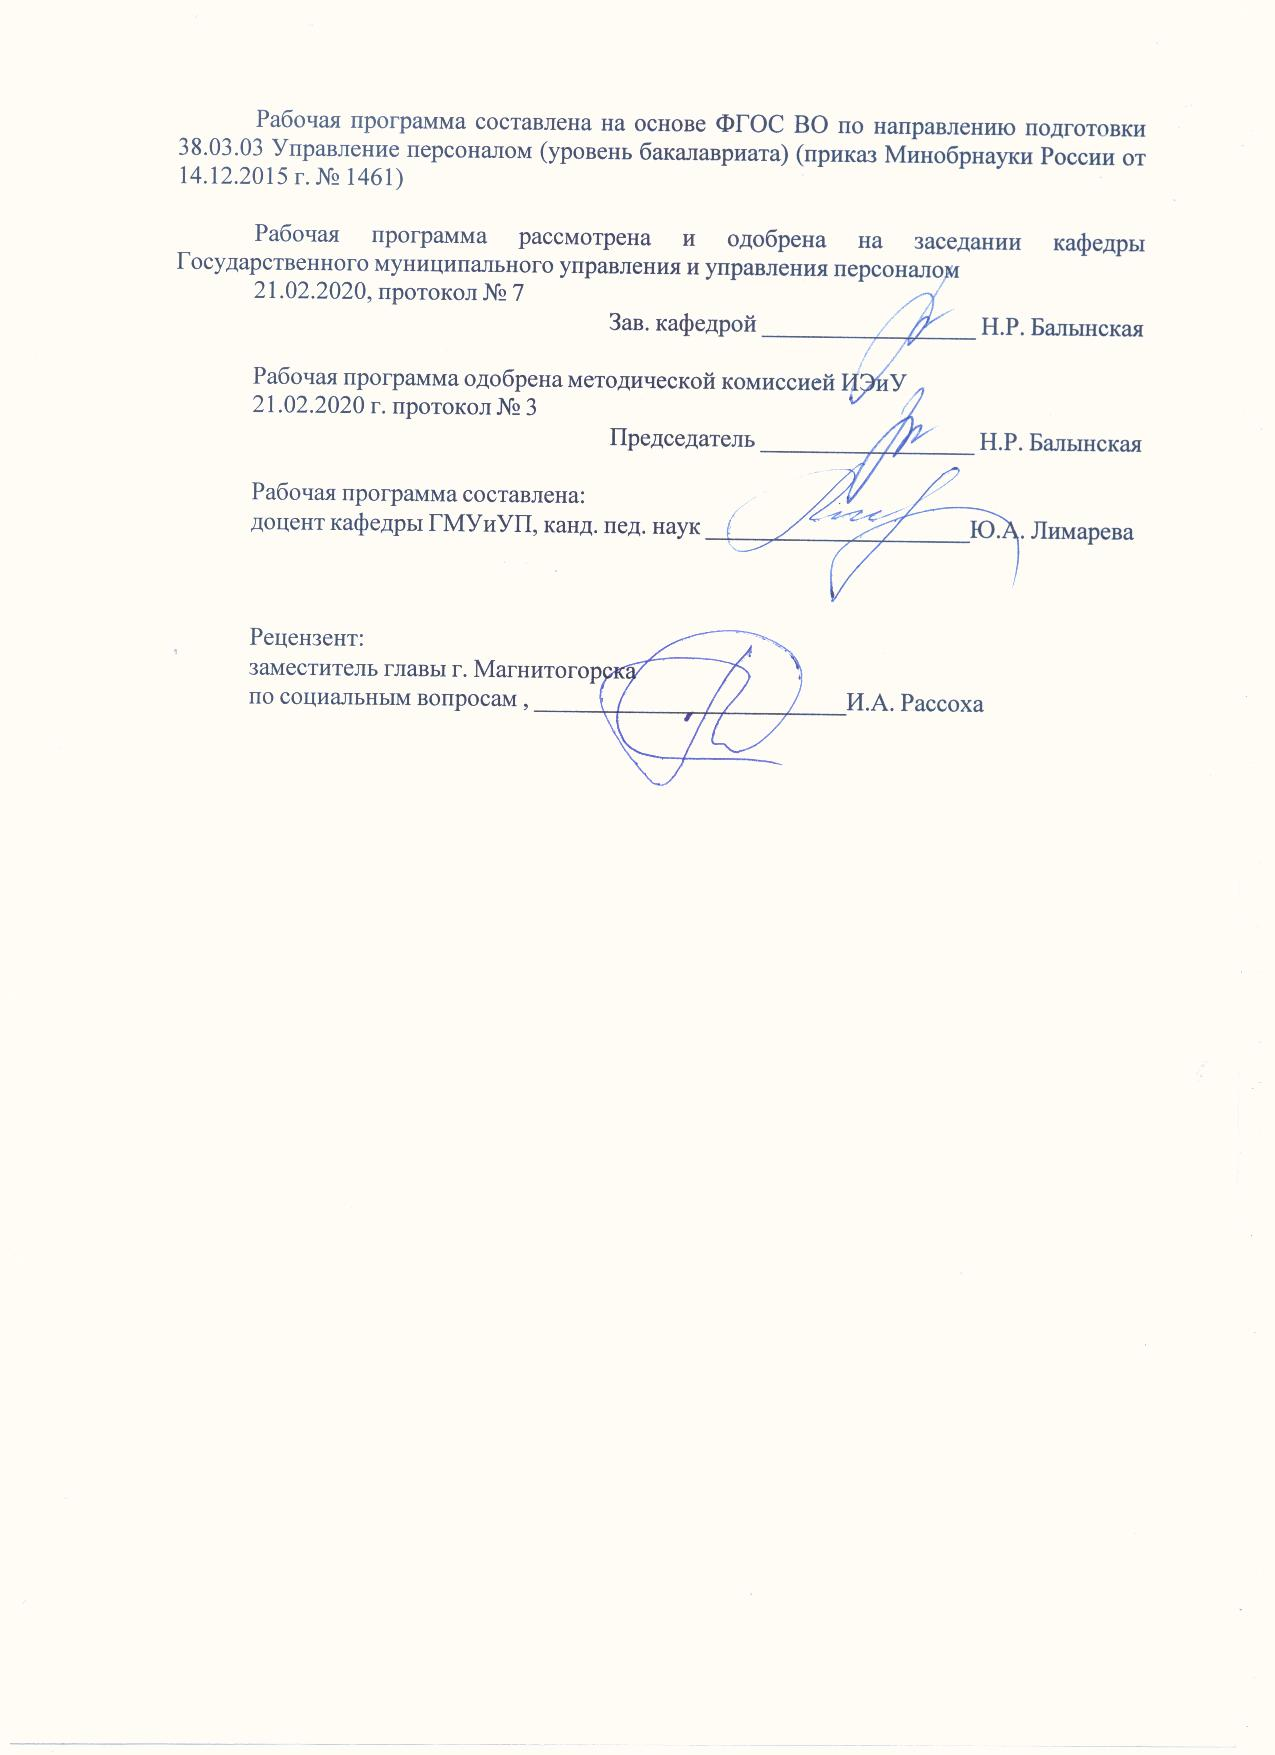 Рабочая программа составлена на основе ФГОС ВО по направлению подготовки
38.03.03 Управление персоналом (уровень бакалавриата) (приказ Минобрнауки России от
14.12.2015 г. № 1461)
Рабочая программа рассмотрена и одобрена на заседании кафедры
Государственного муниципального управления и управления персоналом
21.02.2020, протокол № 7
Зав. кафедрой _________________ Н.Р. Балынская
Рабочая программа одобрена методической комиссией ИЭиУ
21.02.2020 г. протокол № 3
Председатель _________________ Н.Р. Балынская
Рабочая программа составлена:
доцент кафедры ГМУиУП, канд. пед. наук _____________________Ю.А. Лимарева
Рецензент:
заместитель главы г. Магнитогорска
по социальным вопросам , _________________________И.А. Рассоха